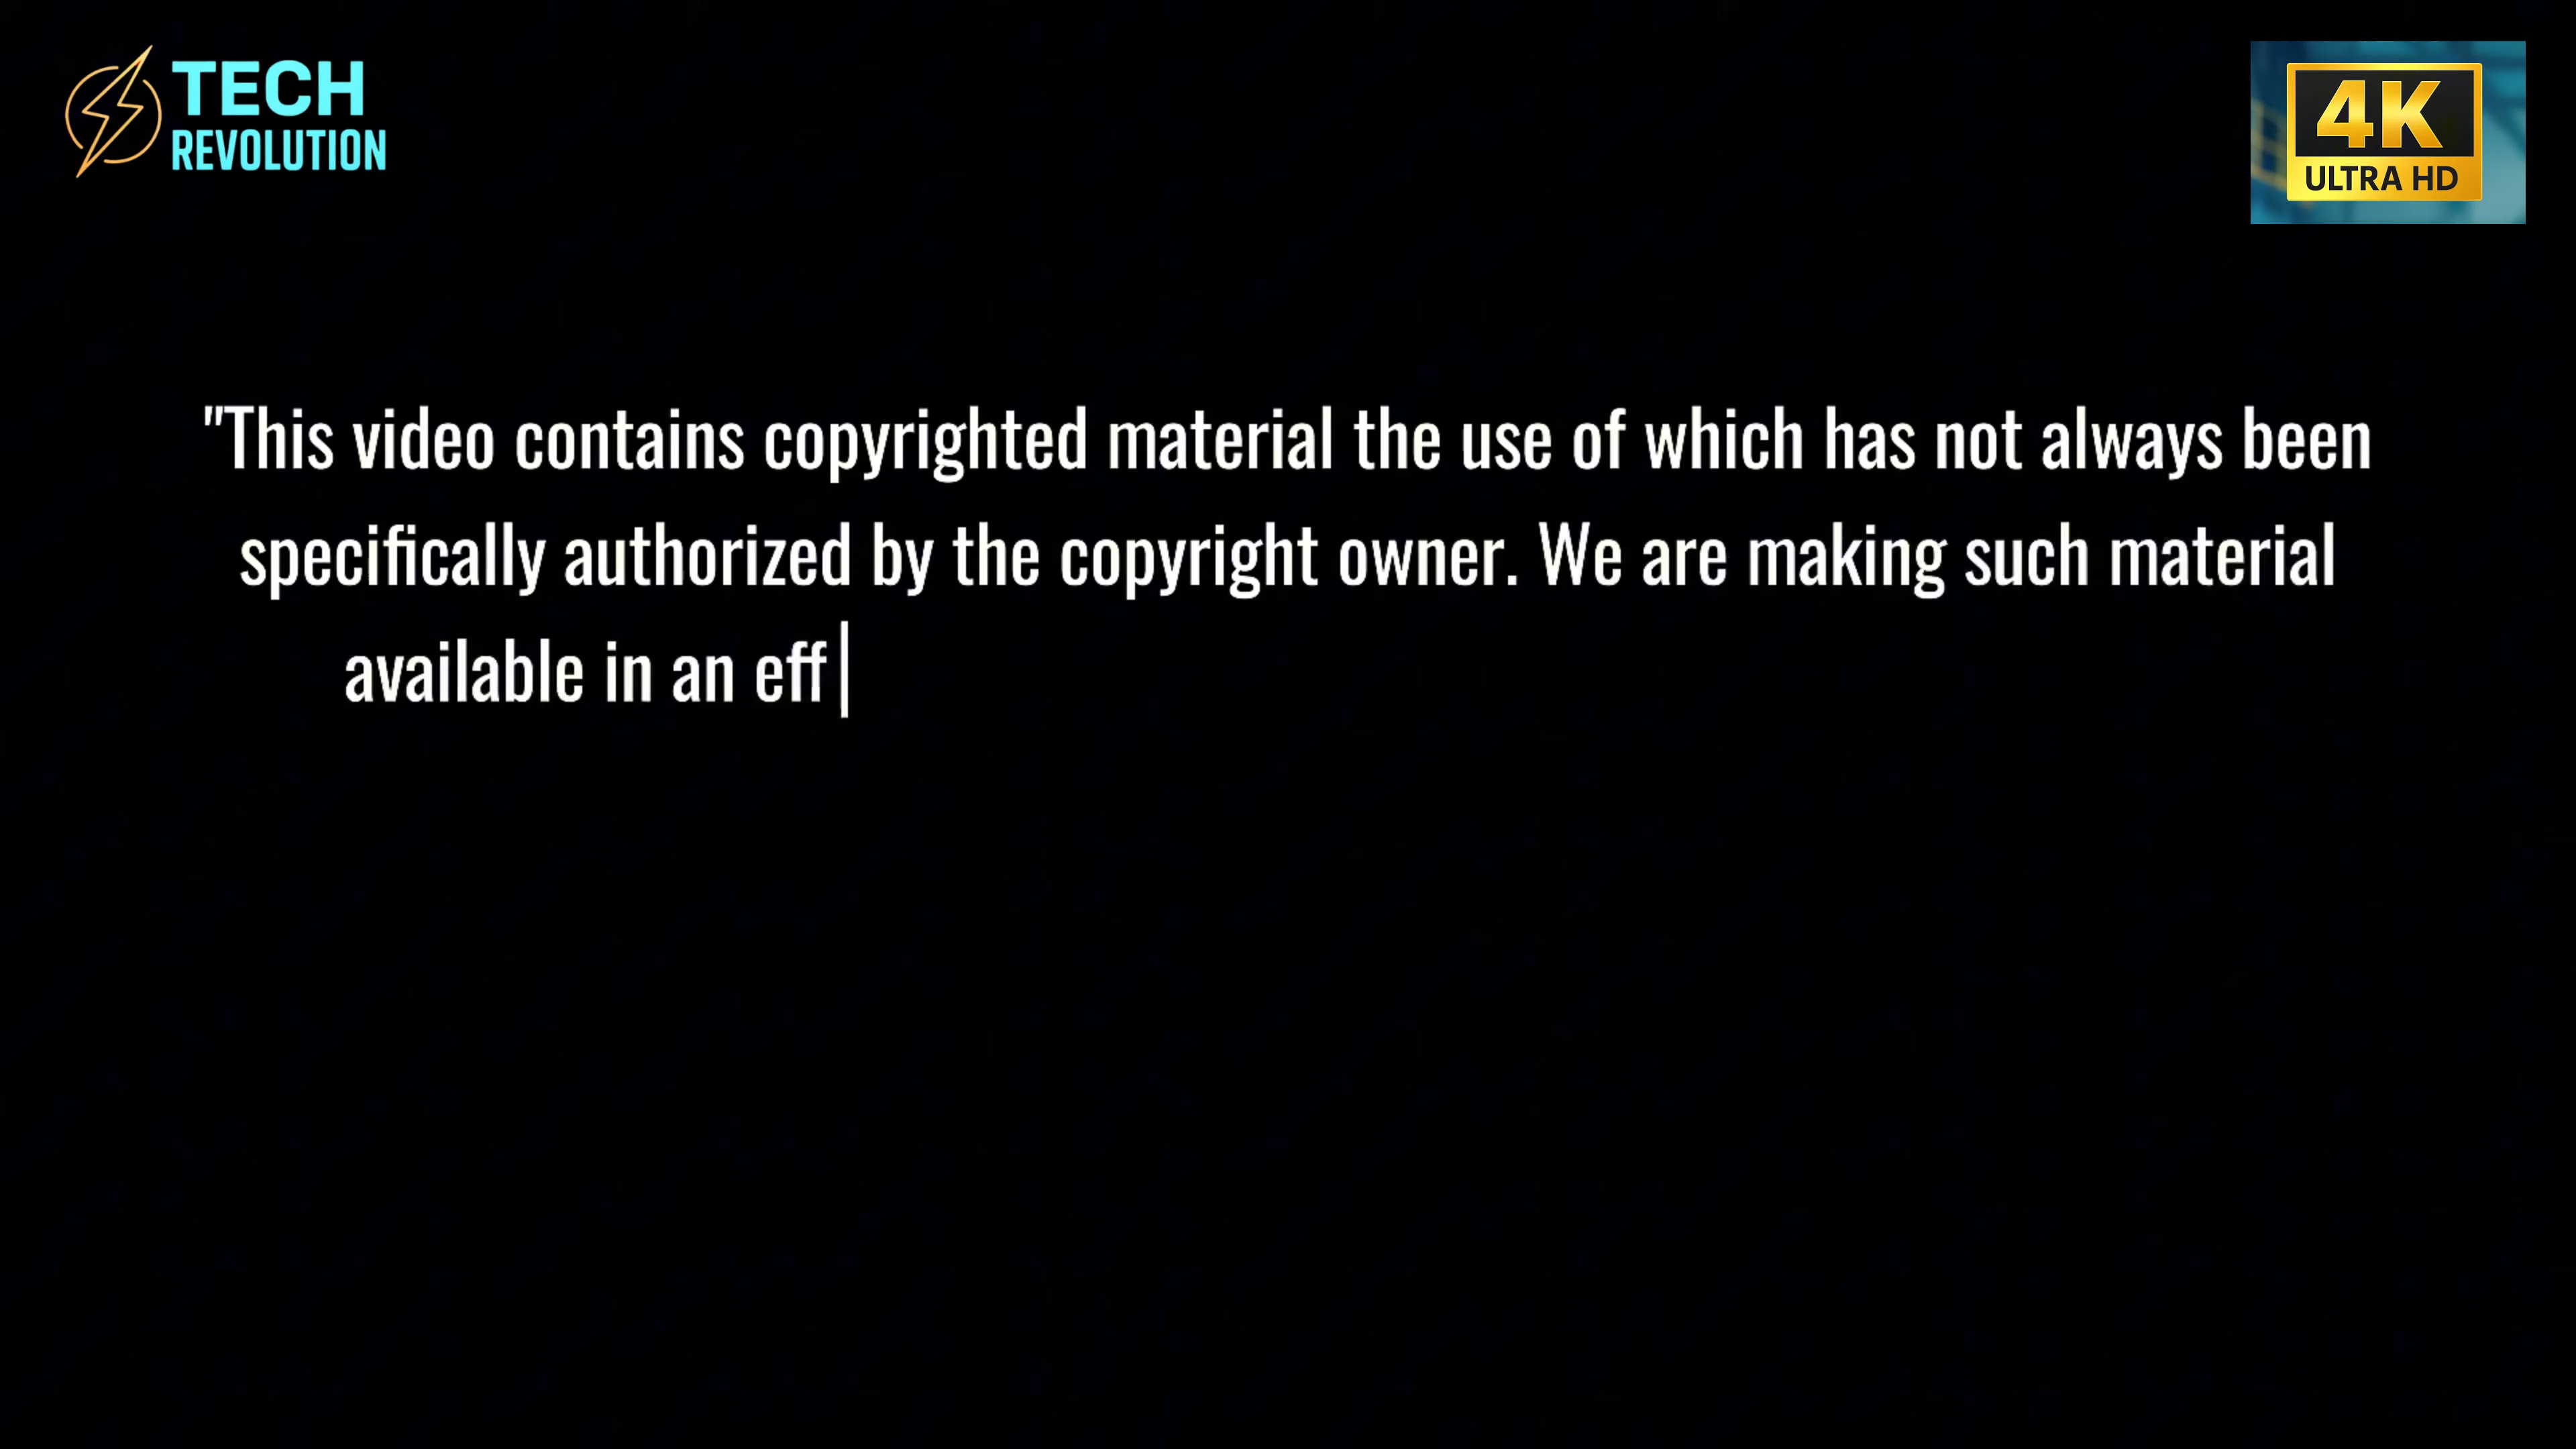 TECH
REVOLUTION
4K
ULTRA HD
"This video contains copyrighted material the use of which has not always been
specifically authorized by the copyright owner. We are making such material
available in an eff